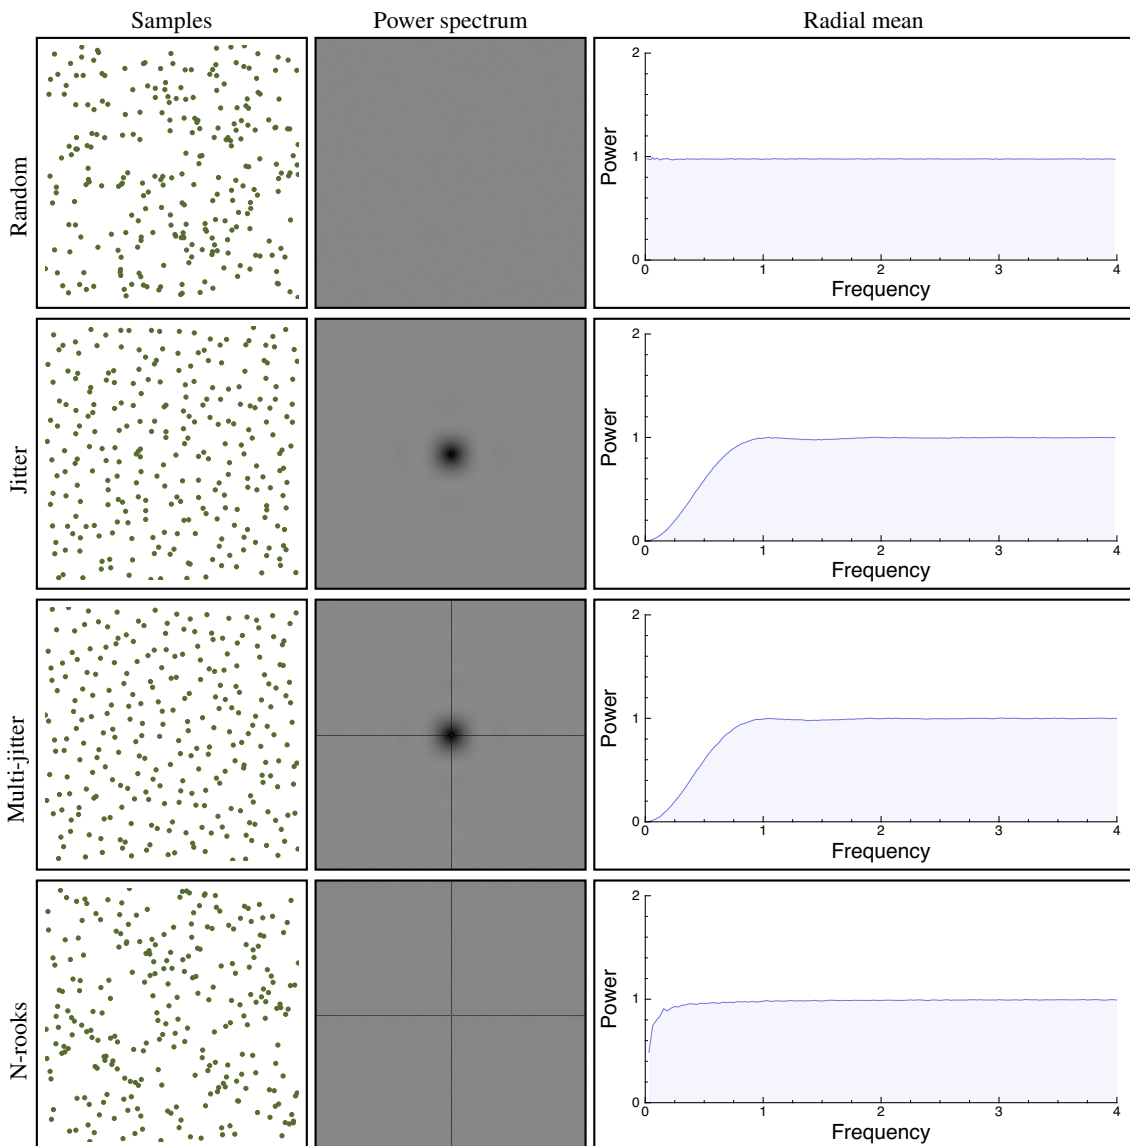 Samples
Power spectrum
Radial mean
Random
Power
2
1
0
0 1 2 3 4
Frequency
Jitter
Power
2
1
0
0 1 2 3 4
Frequency
Multi-jitter
Power
2
1
0
0 1 2 3 4
Frequency
N-rooks
Power
2
1
0
0 1 2 3 4
Frequency